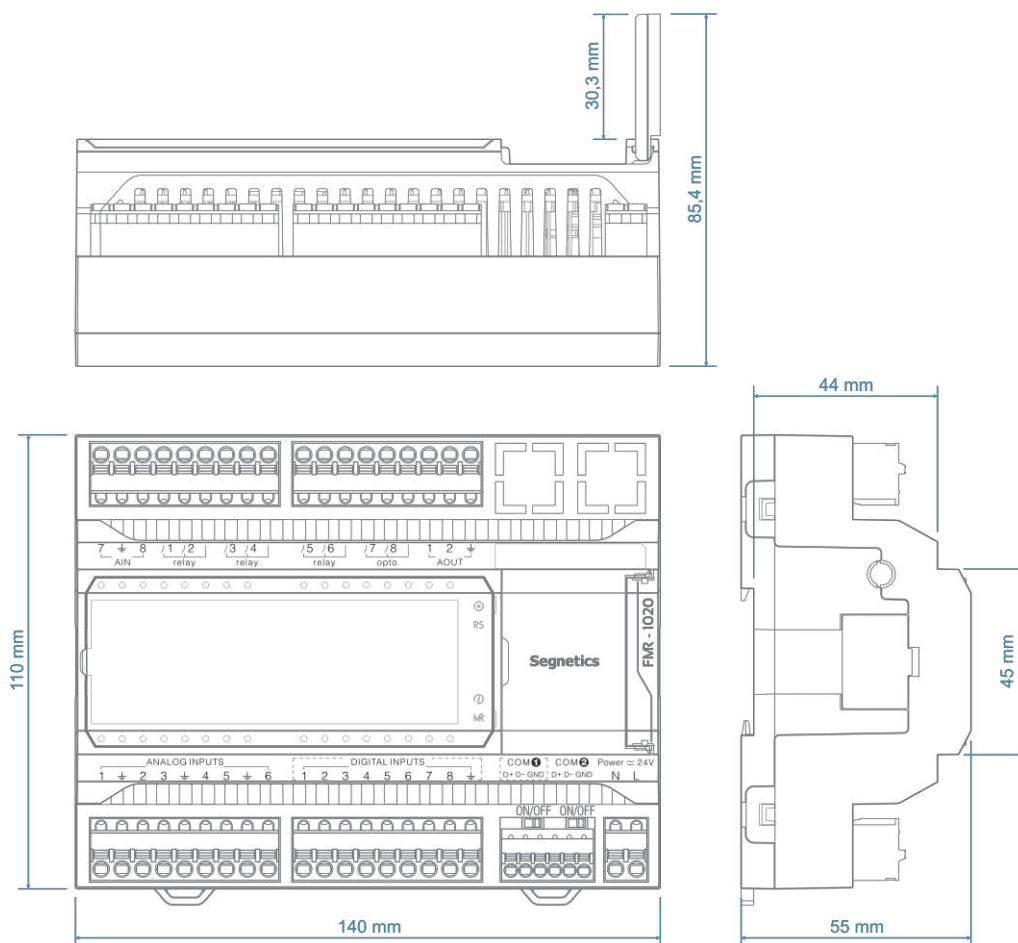 30,3 mm
85,4 mm
44 mm
7 ⏚ 8 1 2 3 4 5 6 7 8 1 2 ⏚
AIN relay relay relay opto AOUT
RS
MR
Segnetics
FMR - 1020
110 mm
45 mm
ANALOG INPUTS DIGITAL INPUTS COM❶ COM❷ Power ≃ 24V
1 ⏚ 2 3 ⏚ 4 5 ⏚ 6 1 2 3 4 5 6 7 8 ⏚ D+ D- GND D+ D- GND N L
ON/OFF ON/OFF
140 mm
55 mm